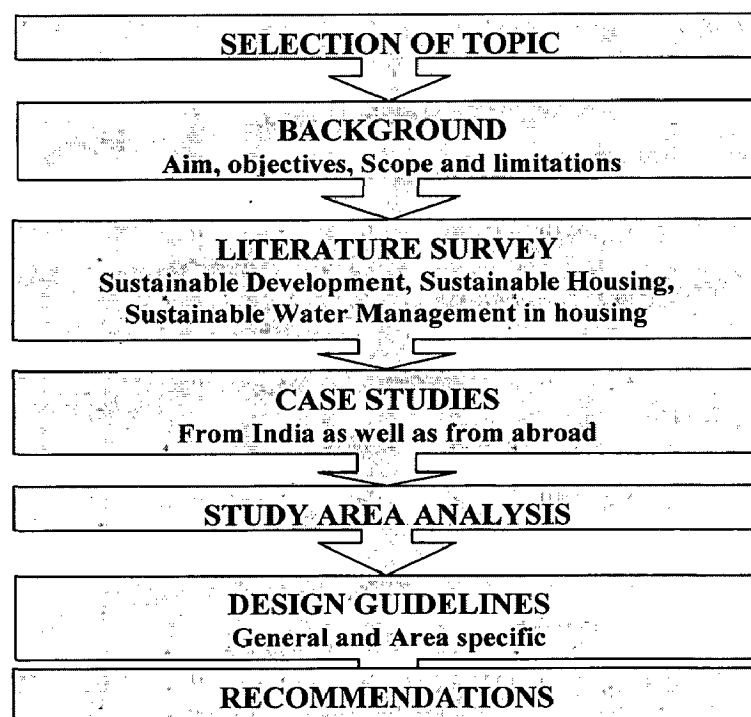 SELECTION OF TOPIC
BACKGROUND
Aim, objectives, Scope and limitations
LITERATURE SURVEY
Sustainable Development, Sustainable Housing,
Sustainable Water Management in housing
CASE STUDIES
From India as well as from abroad
STUDY AREA ANALYSIS
DESIGN GUIDELINES
General and Area specific
RECOMMENDATIONS